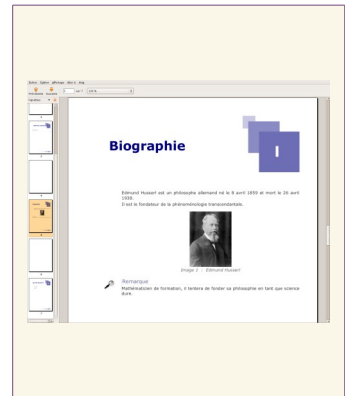 Biographie
I
Edmund Husserl est un philosophe allemand né le 8 avril 1859 et mort le 26 avril
1938.
Il est le fondateur de la phénoménologie transcendantale.
Image 1 : Edmund Husserl
Remarque
Mathématicien de formation, il tentera de fonder sa philosophie en tant que science
dure.